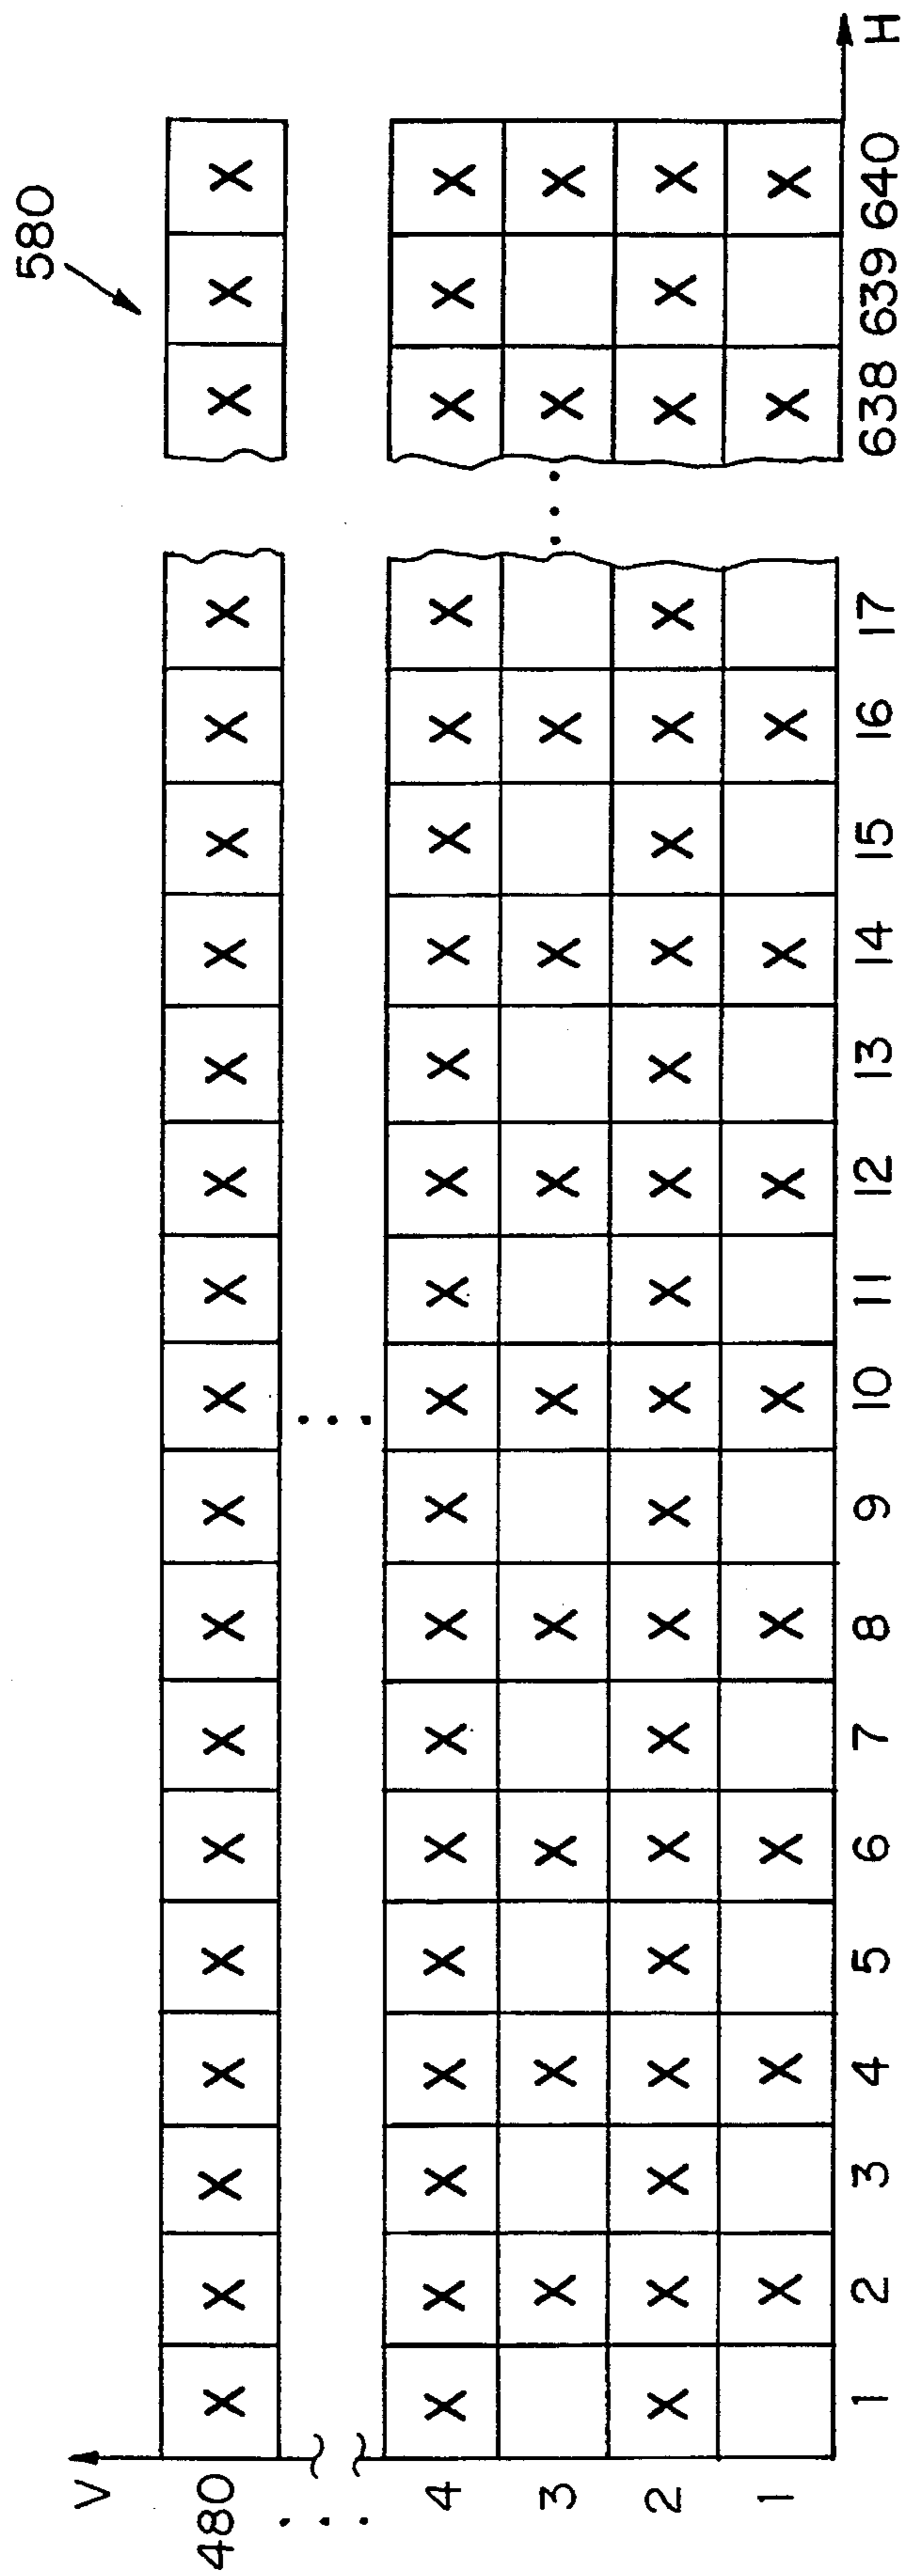 580
V
480 X X X X X X X X X X X X X X X X X X X X
4 X X X X X X X X X X X X X X X X X X X X
3 X X X X X X X X X X
2 X X X X X X X X X X X X X X X X X X X X
1 X X X X X X X X X X
1 2 3 4 5 6 7 8 9 10 11 12 13 14 15 16 17 638 639 640 H